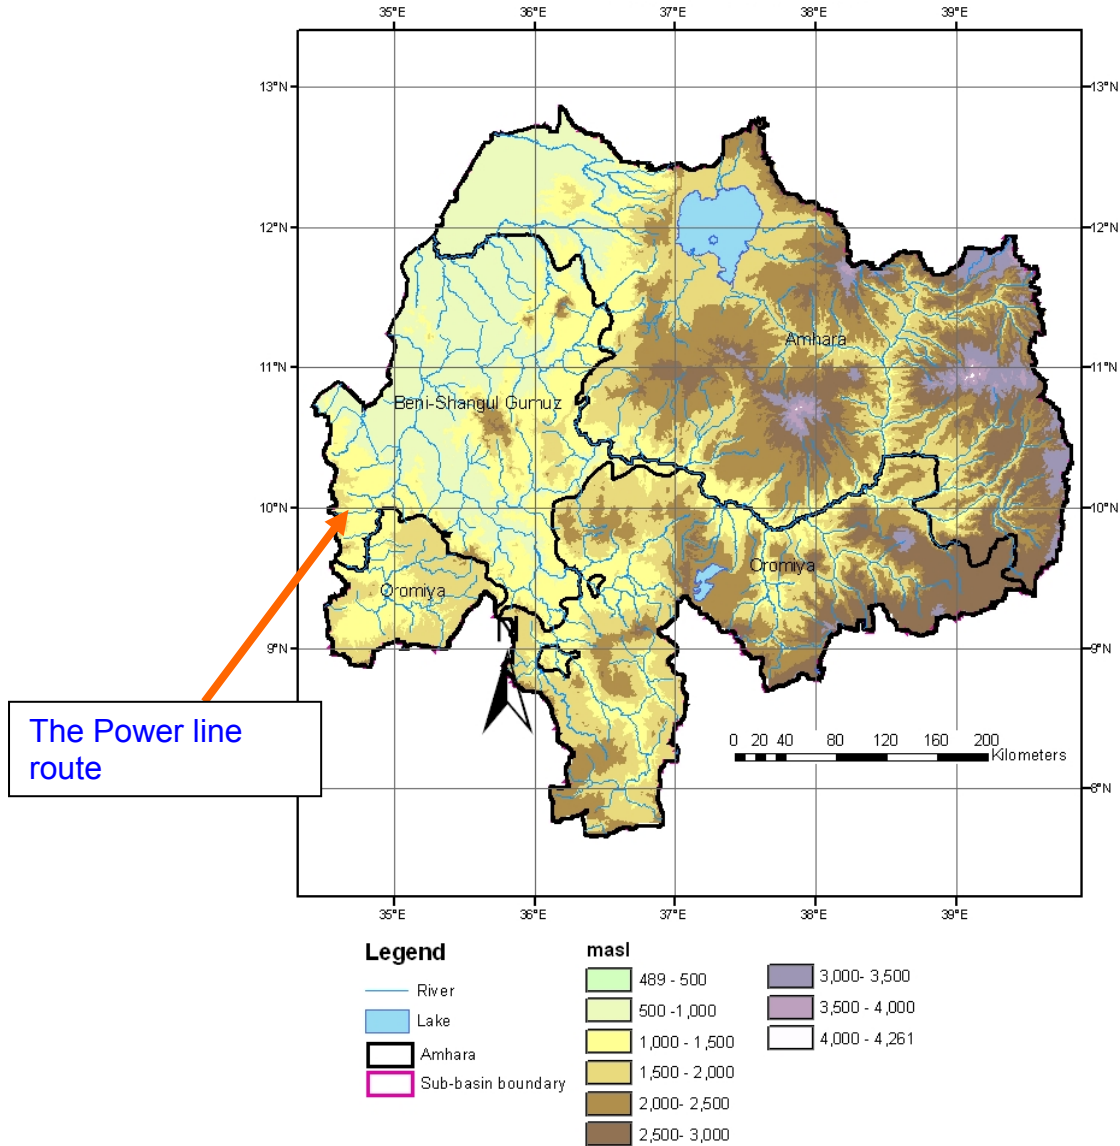 35°E 36°E 37°E 38°E 39°E
13°N 13°N
12°N 12°N
Amhara
11°N 11°N
Beni-Shangul Gumuz
10°N 10°N
Oromiya
Oromiya
N
9°N 9°N
The Power line
route
0 20 40 80 120 160 200
Kilometers
8°N
35°E 36°E 37°E 38°E 39°E
Legend
River
Lake
Amhara
Sub-basin boundary
masl
489 - 500
500 -1,000
1,000 - 1,500
1,500 - 2,000
2,000- 2,500
2,500- 3,000
3,000- 3,500
3,500 - 4,000
4,000 - 4,261